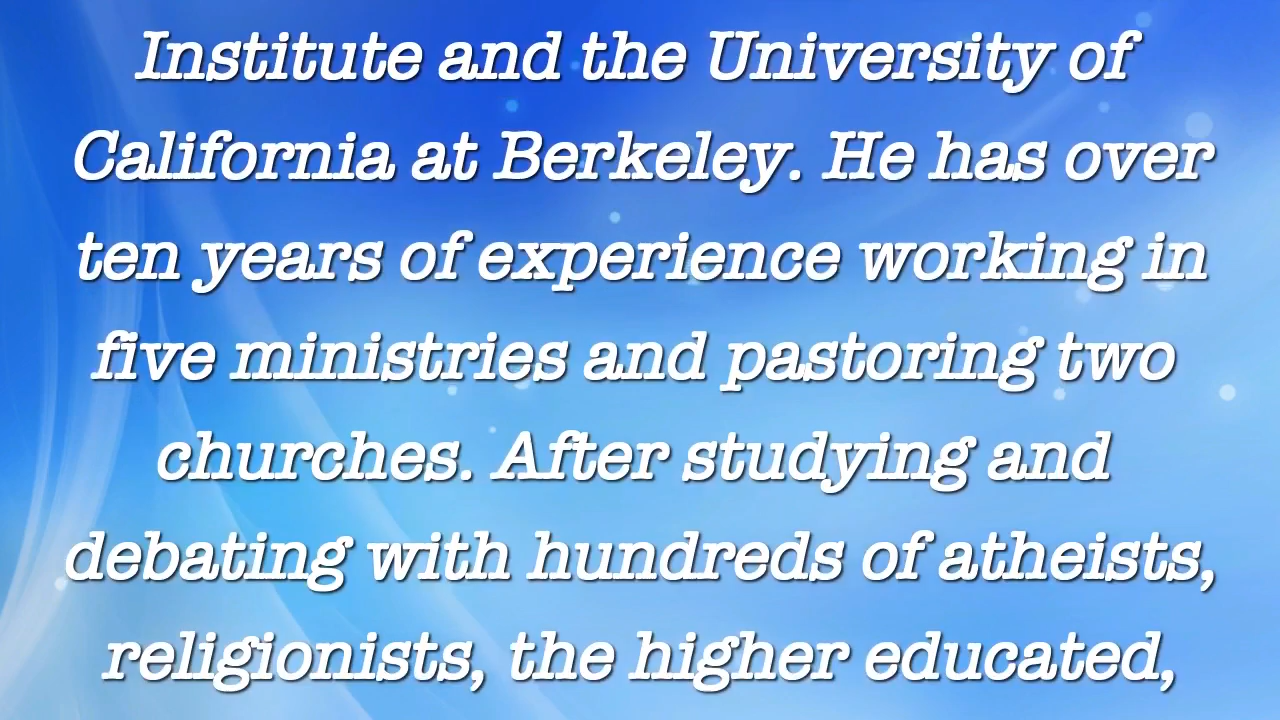 Institute and the University of
California at Berkeley. He has over
ten years of experience working in
five ministries and pastoring two
churches. After studying and
debating with hundreds of atheists,
religionists, the higher educated,